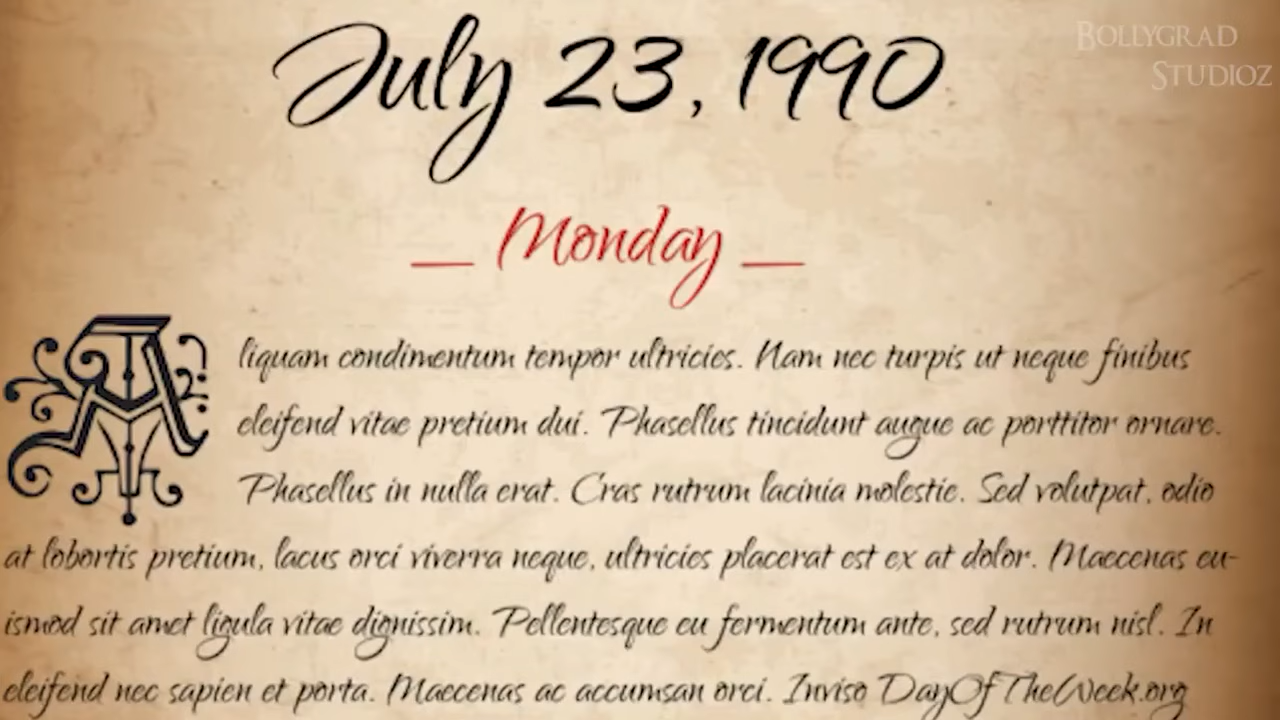 BOLLYGRAD
STUDIOZ
July 23, 1990
_ Monday _
Aliquam condimentum tempor ultricies. Nam nec turpis ut neque finibus
eleifend vitae pretium dui. Phasellus tincidunt augue ac porttitor ornare.
Phasellus in nulla erat. Cras rutrum lacinia molestie. Sed volutpat, odio
at lobortis pretium, lacus orci viverra neque, ultricies placerat est ex at dolor. Maecenas eu-
ismod sit amet ligula vitae dignissim. Pellentesque eu fermentum ante, sed rutrum nisl. In
eleifend nec sapien et porta. Maecenas ac accumsan orci. Inviso DayOfTheWeek.org